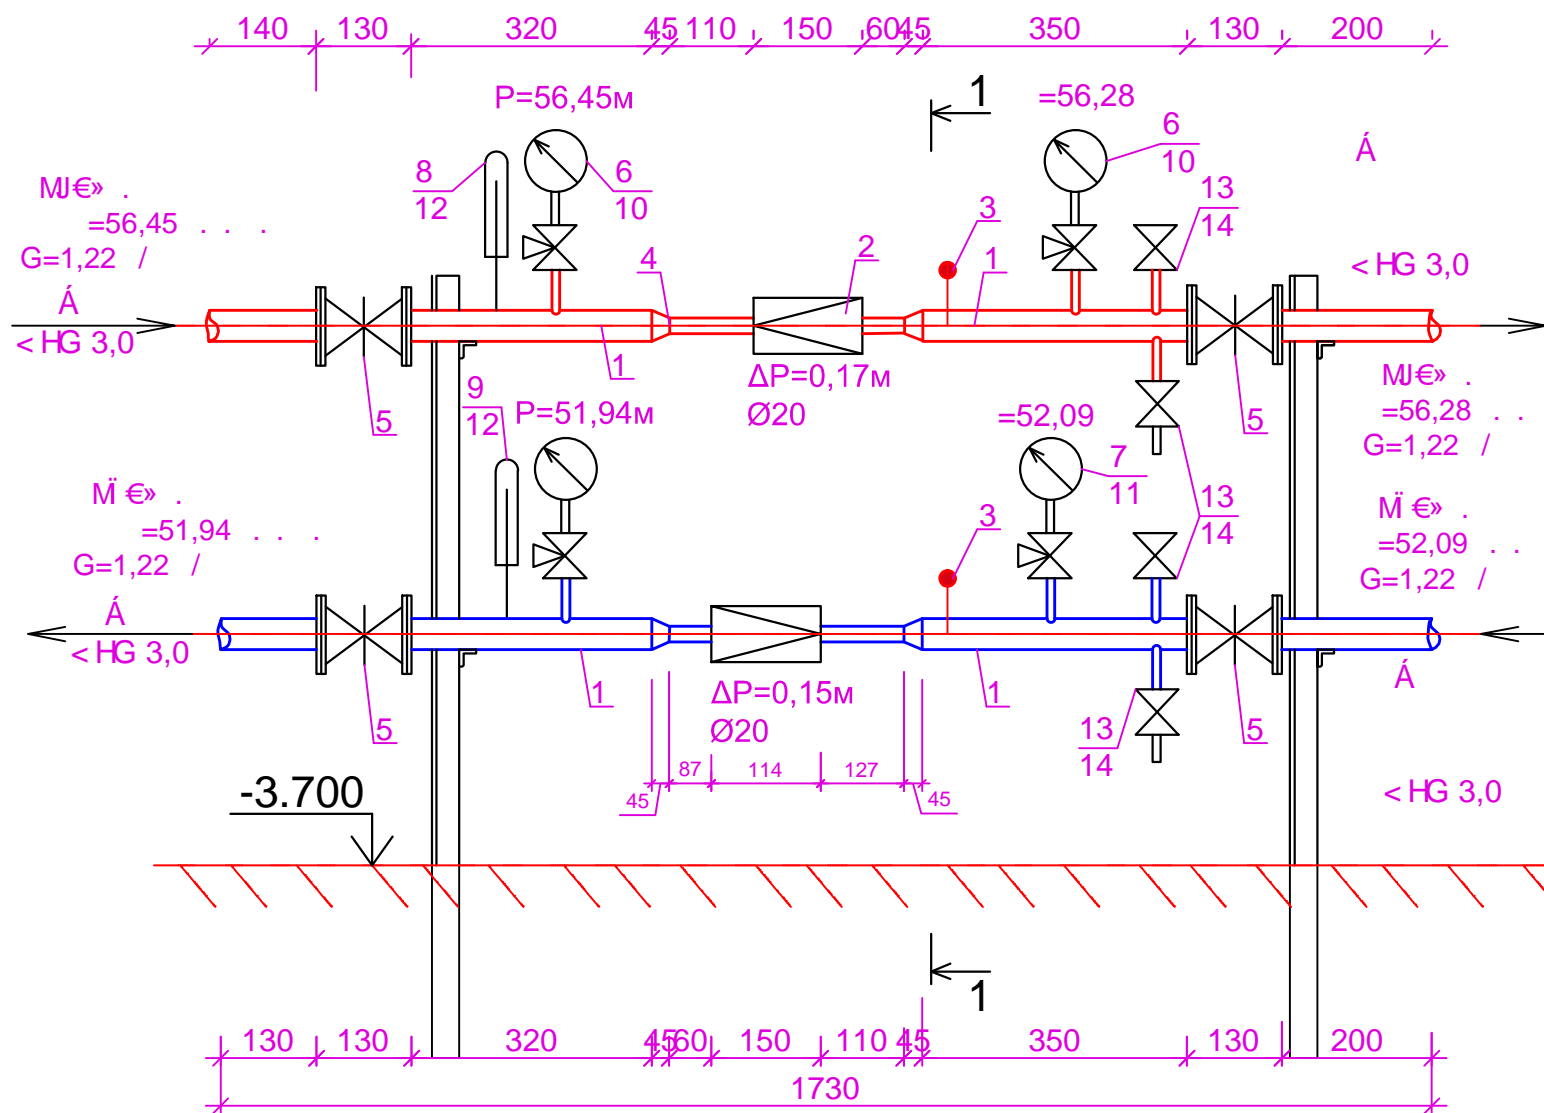 140 130 320 45 110 150 60 45 350 130 200
P=56,45м
=56,28
1
6
10
8
12
6
10
13
14
Á
MJ€» .
=56,45 . . .
G=1,22 /
Á
< HG 3,0
3
4
2
1
< HG 3,0
1
ΔP=0,17м
Ø20
5
5
MJ€» .
=56,28 . .
G=1,22 /
9
12
P=51,94м
=52,09
7
11
13
14
MÏ €» .
=51,94 . . .
G=1,22 /
Á
< HG 3,0
3
MÏ €» .
=52,09 . .
G=1,22 /
Á
1
1
ΔP=0,15м
Ø20
5
5
13
14
87 114 127
45 45
-3.700
< HG 3,0
1
130 130 320 45 60 150 110 45 350 130 200
1730